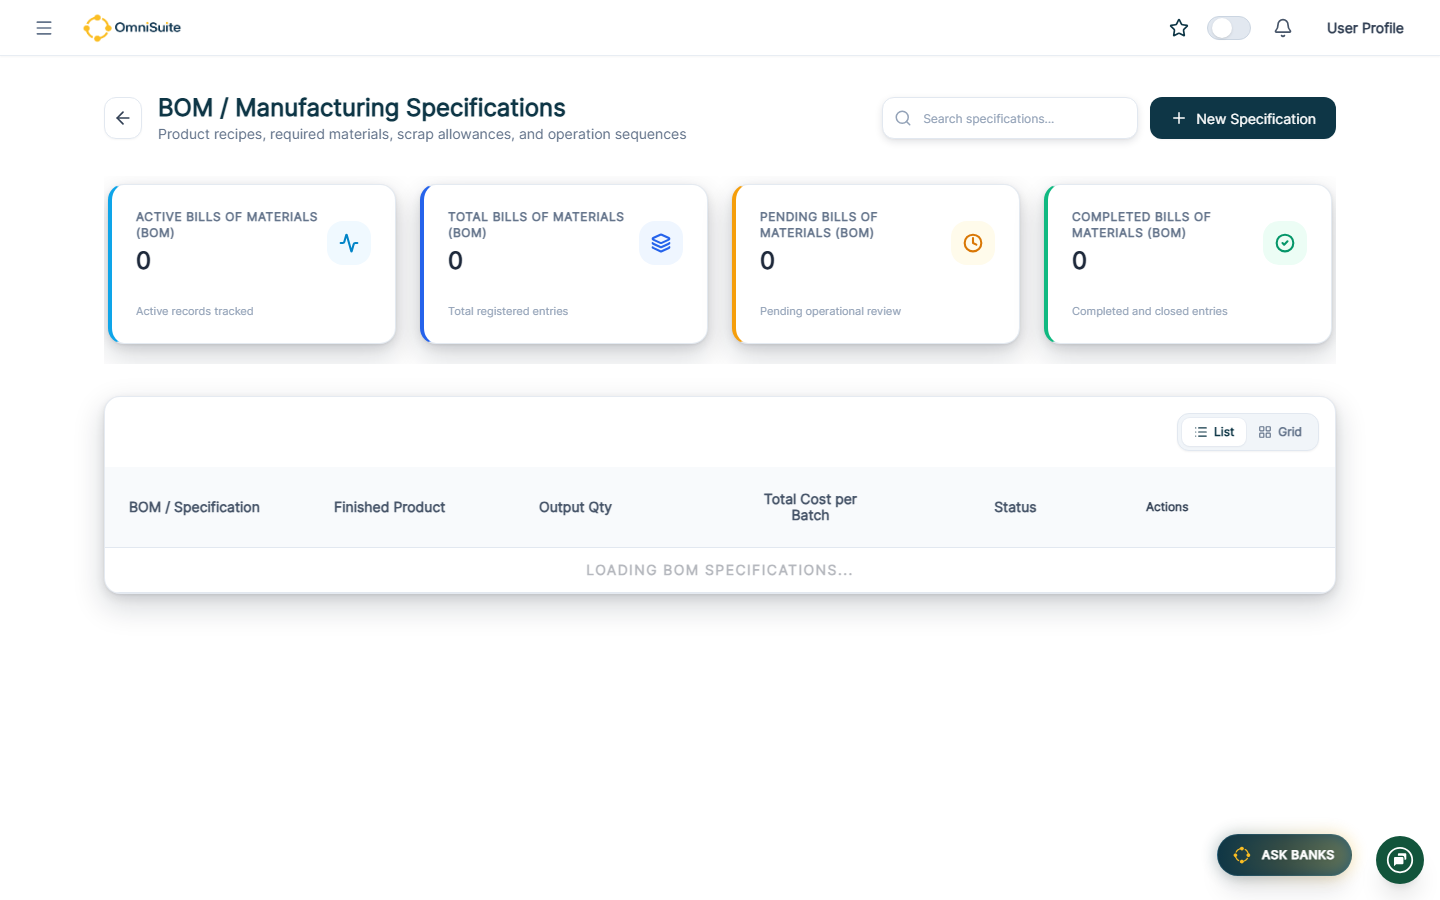 OmniSuite
User Profile
BOM / Manufacturing Specifications
Product recipes, required materials, scrap allowances, and operation sequences
Search specifications...
New Specification
ACTIVE BILLS OF MATERIALS
(BOM)
0
Active records tracked
TOTAL BILLS OF MATERIALS
(BOM)
0
Total registered entries
PENDING BILLS OF
MATERIALS (BOM)
0
Pending operational review
COMPLETED BILLS OF
MATERIALS (BOM)
0
Completed and closed entries
List
Grid
BOM / Specification
Finished Product
Output Qty
Total Cost per
Batch
Status
Actions
LOADING BOM SPECIFICATIONS...
ASK BANKS